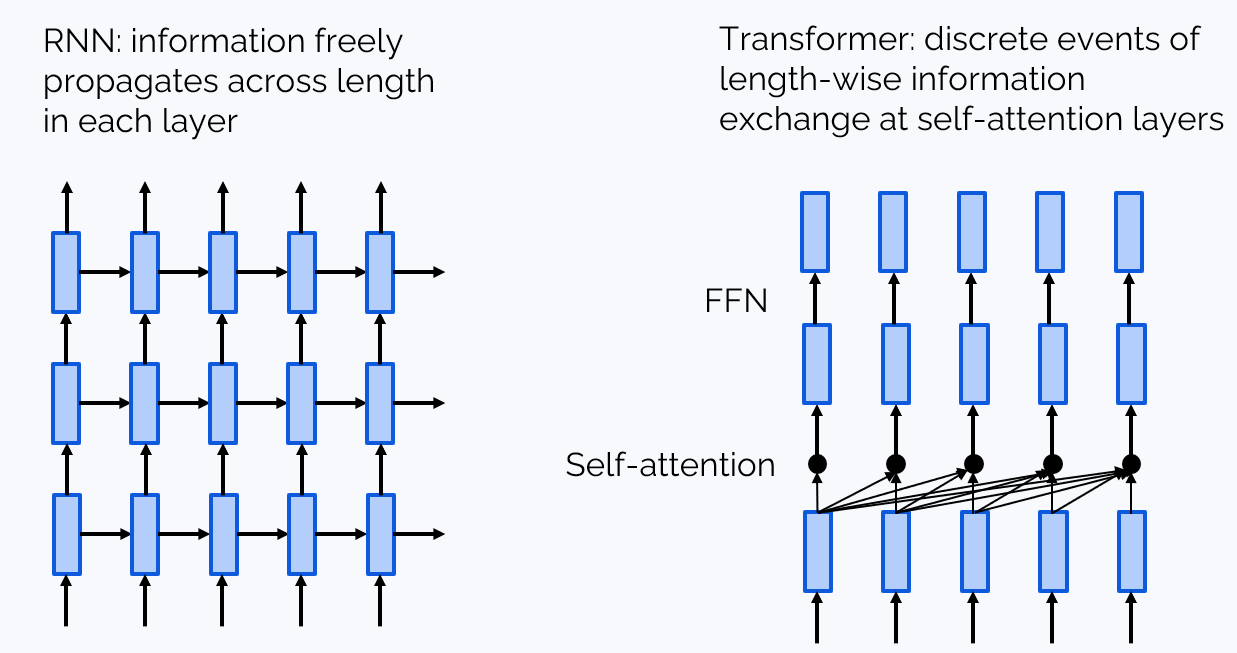 RNN: information freely
propagates across length
in each layer
Transformer: discrete events of
length-wise information
exchange at self-attention layers
FFN
Self-attention